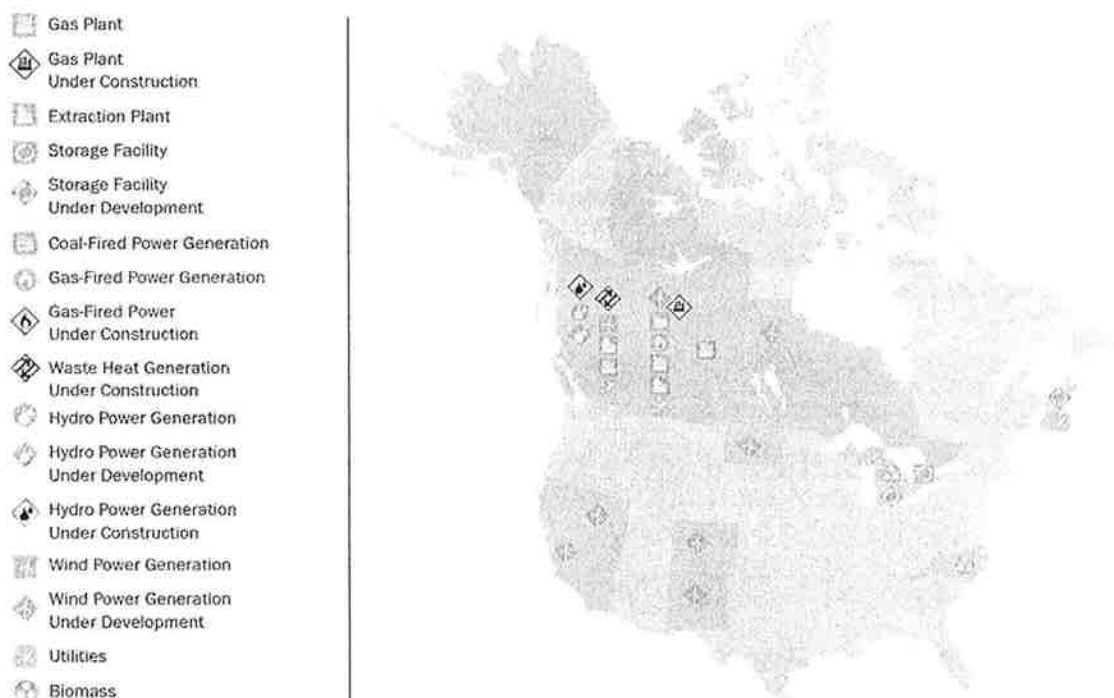 Gas Plant
Gas Plant
Under Construction
Extraction Plant
Storage Facility
Storage Facility
Under Development
Coal-Fired Power Generation
Gas-Fired Power Generation
Gas-Fired Power
Under Construction
Waste Heat Generation
Under Construction
Hydro Power Generation
Hydro Power Generation
Under Development
Hydro Power Generation
Under Construction
Wind Power Generation
Wind Power Generation
Under Development
Utilities
Biomass